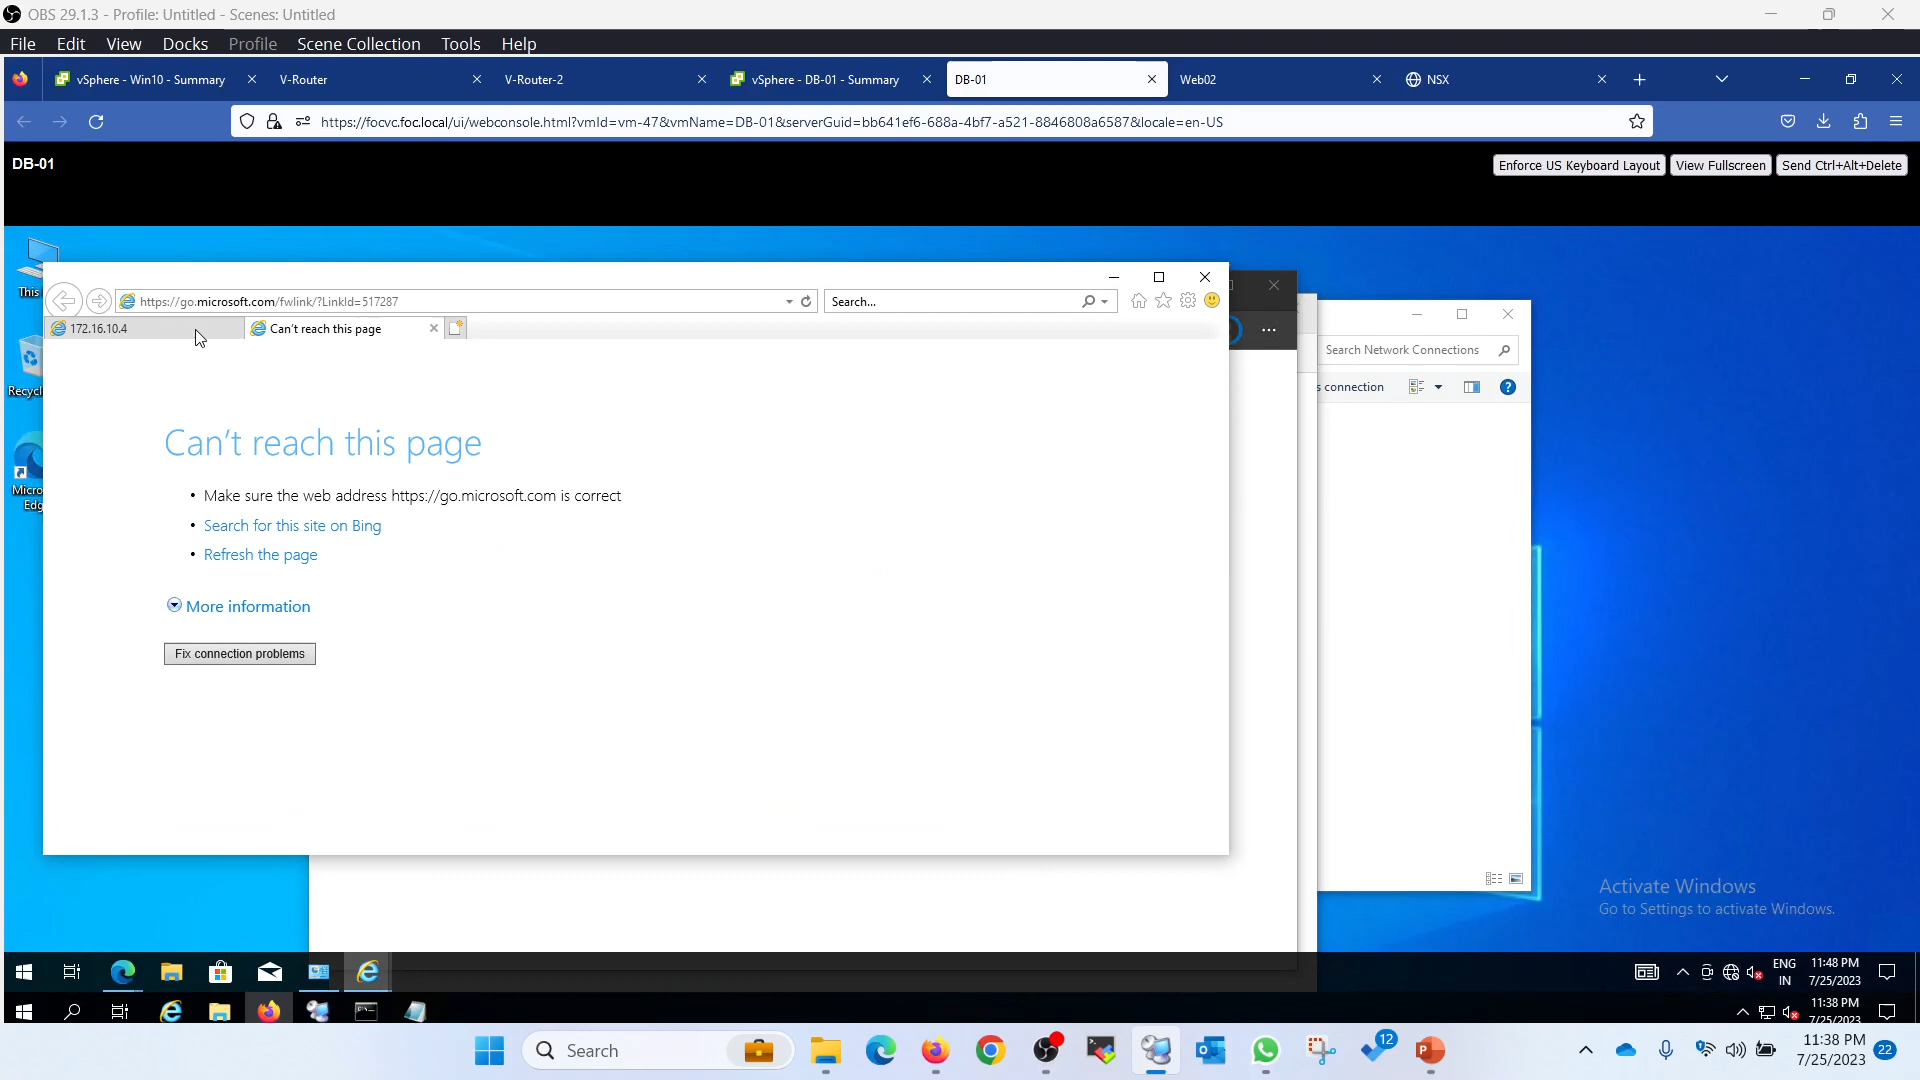 OBS 29.1.3 - Profile: Untitled - Scenes: Untitled
File Edit View Docks Profile Scene Collection Tools Help
vSphere - Win10 - Summary V-Router V-Router-2 vSphere - DB-01 - Summary DB-01 Web02 NSX
https://focvc.foc.local/ui/webconsole.html?vmId=vm-47&vmName=DB-01&serverGuid=bb641ef6-688a-4bf7-a521-8846808a6587&locale=en-US
DB-01 Enforce US Keyboard Layout View Fullscreen Send Ctrl+Alt+Delete
This
https://go.microsoft.com/fwlink/?LinkId=517287 Search...
172.16.10.4 Can't reach this page
Search Network Connections
s connection
Recycl
Can't reach this page
• Make sure the web address https://go.microsoft.com is correct
• Search for this site on Bing
• Refresh the page
Micro
Edg
More information
Fix connection problems
Activate Windows
Go to Settings to activate Windows.
ENG
IN
11:48 PM
7/25/2023
11:38 PM
7/25/2023
Search
12
11:38 PM
7/25/2023
22